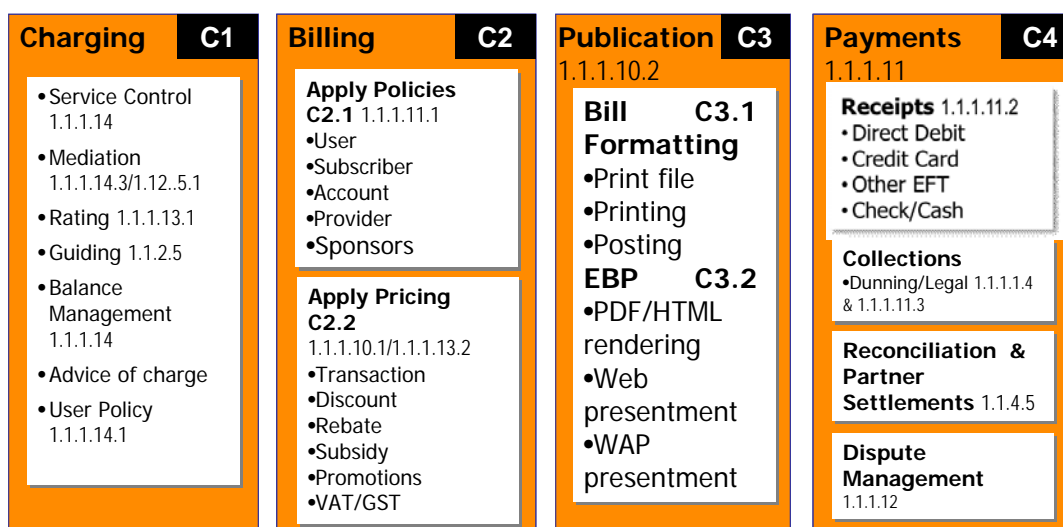 Charging C1
• Service Control
1.1.1.14
• Mediation
1.1.1.14.3/1.12..5.1
• Rating 1.1.1.13.1
• Guiding 1.1.2.5
• Balance
Management
1.1.1.14
• Advice of charge
• User Policy
1.1.1.14.1
Billing C2
Apply Policies
C2.1 1.1.1.11.1
•User
•Subscriber
•Account
•Provider
•Sponsors
Apply Pricing
C2.2
1.1.1.10.1/1.1.1.13.2
•Transaction
•Discount
•Rebate
•Subsidy
•Promotions
•VAT/GST
Publication C3
1.1.1.10.2
Bill C3.1
Formatting
•Print file
•Printing
•Posting
EBP C3.2
•PDF/HTML
rendering
•Web
presentment
•WAP
presentment
Payments C4
1.1.1.11
Receipts 1.1.1.11.2
• Direct Debit
• Credit Card
• Other EFT
• Check/Cash
Collections
•Dunning/Legal 1.1.1.1.4
& 1.1.1.11.3
Reconciliation &
Partner
Settlements 1.1.4.5
Dispute
Management
1.1.1.12